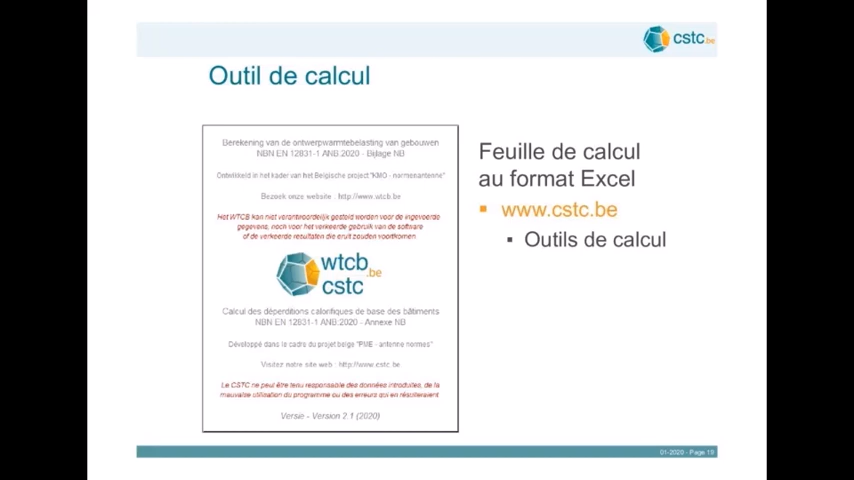 cstc.be
Outil de calcul
Berekening van de ontwerpwarmtebelasting van gebouwen
NBN EN 12831-1 ANB:2020 - Bijlage NB
Ontwikkeld in het kader van het Belgische project "KMO - normenantenne"
Bezoek onze website : http://www.wtcb.be
Het WTCB kan niet verantwoordelijk gesteld worden voor de ingevoerde
gegevens, noch voor het verkeerde gebruik van de software
of de verkeerde resultaten die eruit zouden voortkomen.
wtcb.be
cstc
Calcul des déperditions calorifiques de base des bâtiments
NBN EN 12831-1 ANB:2020 - Annexe NB
Développé dans le cadre du projet belge "PME - antenne normes"
Visitez notre site web : http://www.cstc.be
Le CSTC ne peut être tenu responsable des données introduites, de la
mauvaise utilisation du programme ou des erreurs qui en résulteraient
Versie - Version 2.1 (2020)
Feuille de calcul
au format Excel
www.cstc.be
Outils de calcul
01-2020 - Page 19